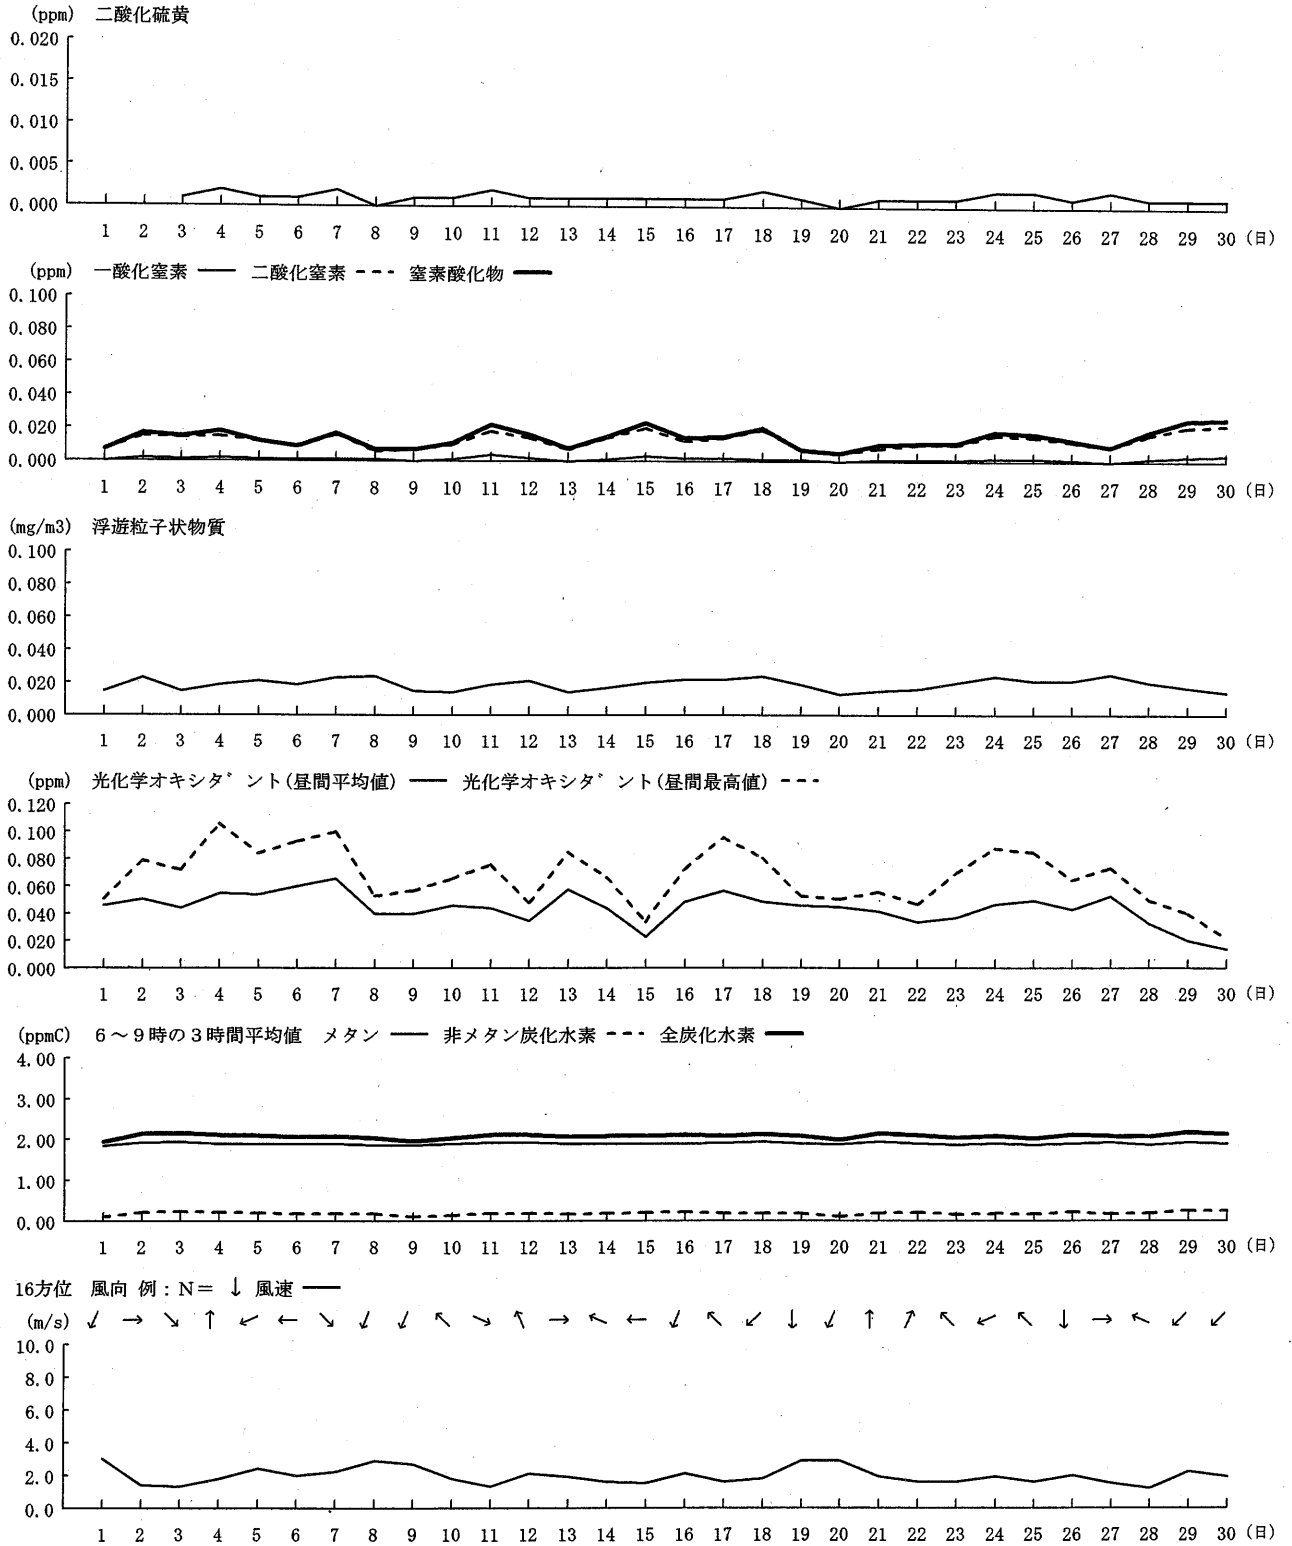 (ppm) 二酸化硫黄
0.020
0.015
0.010
0.005
0.000
1 2 3 4 5 6 7 8 9 10 11 12 13 14 15 16 17 18 19 20 21 22 23 24 25 26 27 28 29 30 (日)
(ppm) 一酸化窒素 二酸化窒素 窒素酸化物
0.100
0.080
0.060
0.040
0.020
0.000
1 2 3 4 5 6 7 8 9 10 11 12 13 14 15 16 17 18 19 20 21 22 23 24 25 26 27 28 29 30 (日)
(mg/m3) 浮遊粒子状物質
0.100
0.080
0.060
0.040
0.020
0.000
1 2 3 4 5 6 7 8 9 10 11 12 13 14 15 16 17 18 19 20 21 22 23 24 25 26 27 28 29 30 (日)
(ppm) 光化学オキシタ゛ント(昼間平均値) 光化学オキシタ゛ント(昼間最高値)
0.120
0.100
0.080
0.060
0.040
0.020
0.000
1 2 3 4 5 6 7 8 9 10 11 12 13 14 15 16 17 18 19 20 21 22 23 24 25 26 27 28 29 30 (日)
(ppmC) 6～9時の3時間平均値 メタン 非メタン炭化水素 全炭化水素
4.00
3.00
2.00
1.00
0.00
1 2 3 4 5 6 7 8 9 10 11 12 13 14 15 16 17 18 19 20 21 22 23 24 25 26 27 28 29 30 (日)
16方位 風向 例：N＝ ↓ 風速
(m/s) ↙ → ↘ ↑ ↙ ← ↘ ↙ ↙ ↖ ↘ ↖ → ↖ ← ↙ ↖ ↙ ↓ ↙ ↑ ↗ ↖ ↙ ↖ ↓ → ↖ ↙ ↙
10.0
8.0
6.0
4.0
2.0
0.0
1 2 3 4 5 6 7 8 9 10 11 12 13 14 15 16 17 18 19 20 21 22 23 24 25 26 27 28 29 30 (日)